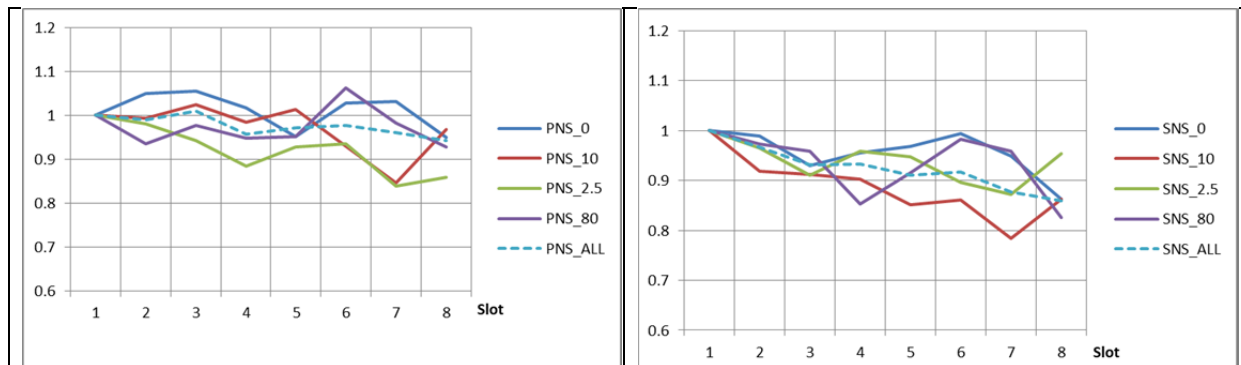 1.2
1.1
1
0.9
0.8
0.7
0.6
1 2 3 4 5 6 7 8 Slot
PNS_0
PNS_10
PNS_2.5
PNS_80
PNS_ALL
1.2
1.1
1
0.9
0.8
0.7
0.6
1 2 3 4 5 6 7 8 Slot
SNS_0
SNS_10
SNS_2.5
SNS_80
SNS_ALL